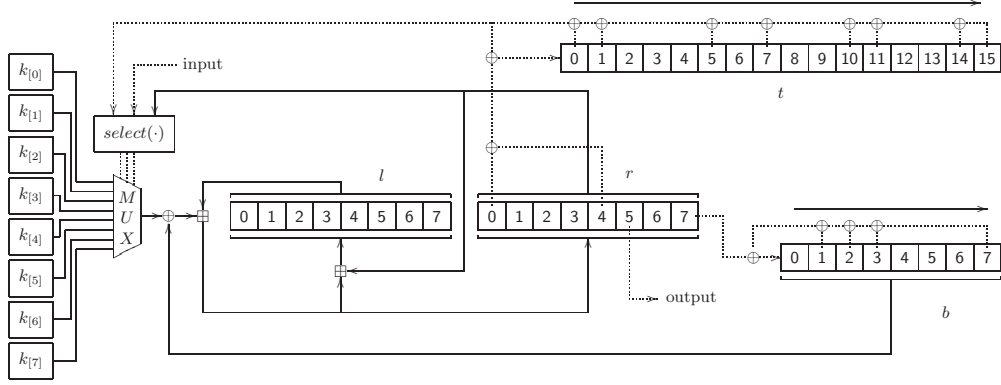 0 1 2 3 4 5 6 7 8 9 10 11 12 13 14 15
t
k[0]
input
k[1]
select(·)
k[2]
l
r
k[3]
M
U
X
0 1 2 3 4 5 6 7
0 1 2 3 4 5 6 7
k[4]
0 1 2 3 4 5 6 7
k[5]
output
b
k[6]
k[7]